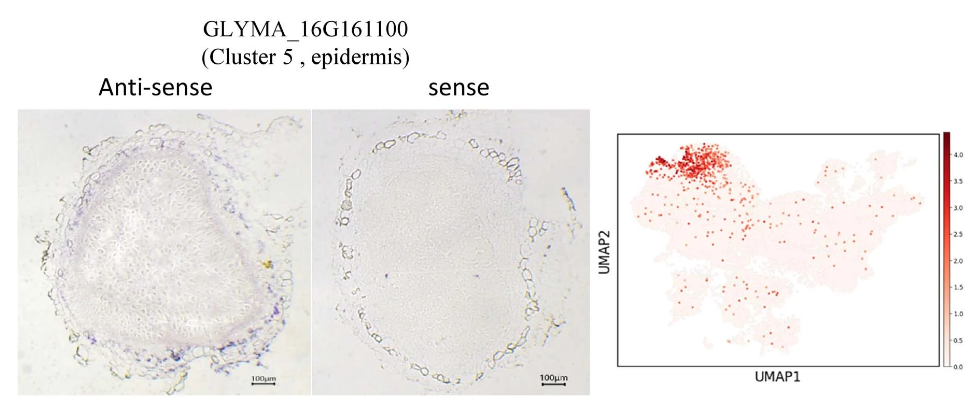 GLYMA_16G161100
(Cluster 5 , epidermis)
Anti-sense
sense
100μm
100μm
UMAP2
UMAP1
4.0
3.5
3.0
2.5
2.0
1.5
1.0
0.5
0.0